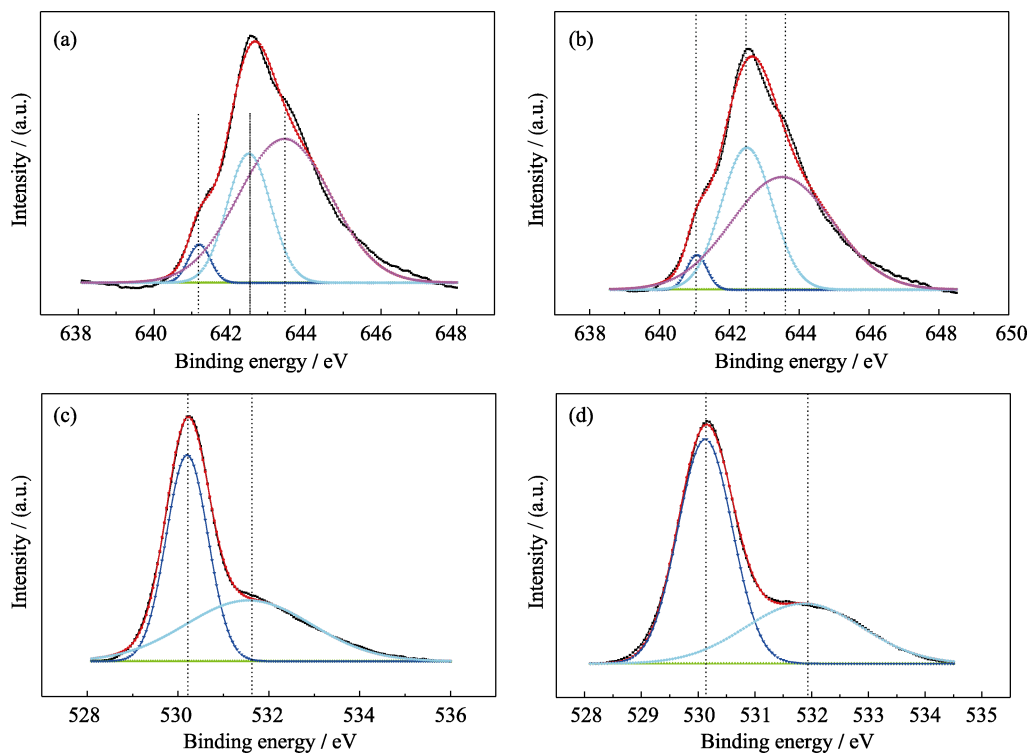 (a)
Intensity / (a.u.)
638 640 642 644 646 648
Binding energy / eV
(b)
Intensity / (a.u.)
640 642 644 646 648 650
Binding energy / eV
(c)
Intensity / (a.u.)
528 530 532 534 536
Binding energy / eV
(d)
Intensity / (a.u.)
528 529 530 531 532 533 534 535
Binding energy / eV